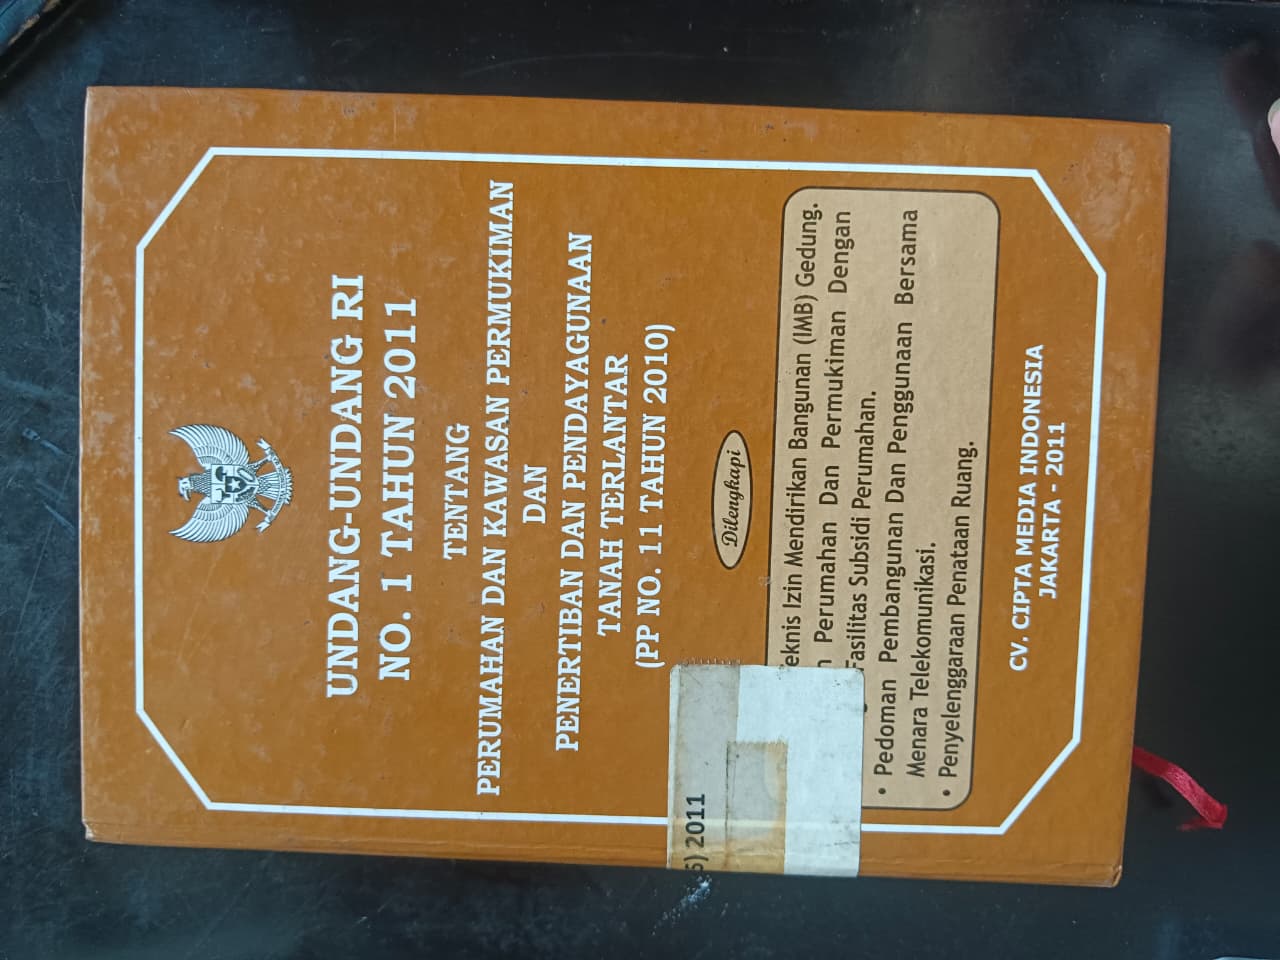 UNDANG-UNDANG RI
NO. 1 TAHUN 2011
TENTANG
PERUMAHAN DAN KAWASAN PERMUKIMAN
DAN
PENERTIBAN DAN PENDAYAGUNAAN
TANAH TERLANTAR
(PP NO. 11 TAHUN 2010)
Dilengkapi
Izin Mendirikan Bangunan (IMB) Gedung.
Perumahan Dan Permukiman Dengan
Fasilitas Subsidi Perumahan.
• Pedoman Pembangunan Dan Penggunaan Bersama
Menara Telekomunikasi.
• Penyelenggaraan Penataan Ruang.
) 2011
CV. CIPTA MEDIA INDONESIA
JAKARTA - 2011